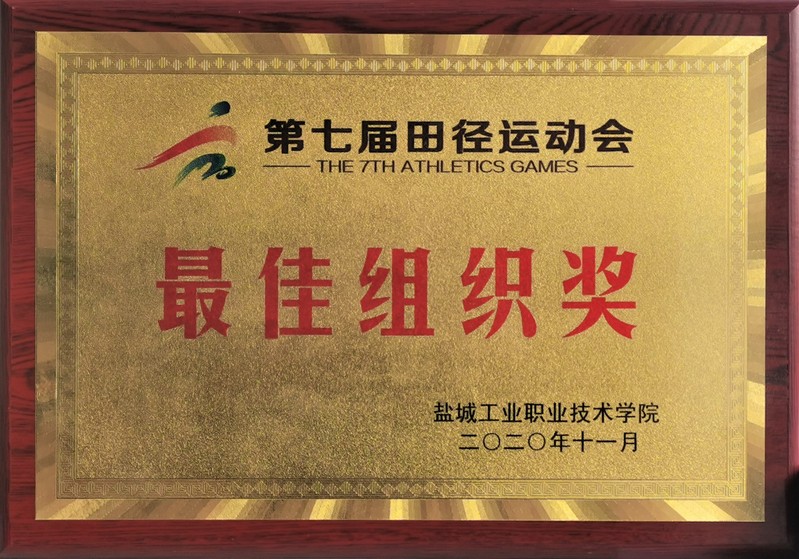 第七届田径运动会
THE 7TH ATHLETICS GAMES
最佳组织奖
盐城工业职业技术学院
二〇二〇年十一月